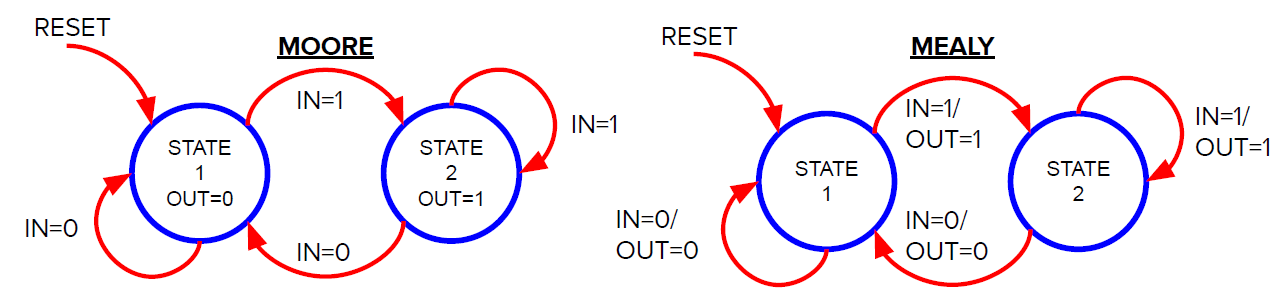 RESET
MOORE
IN=1
IN=1
STATE
1
OUT=0
STATE
2
OUT=1
IN=0
IN=0
RESET
MEALY
IN=1/
OUT=1
IN=1/
OUT=1
STATE
1
STATE
2
IN=0/
OUT=0
IN=0/
OUT=0